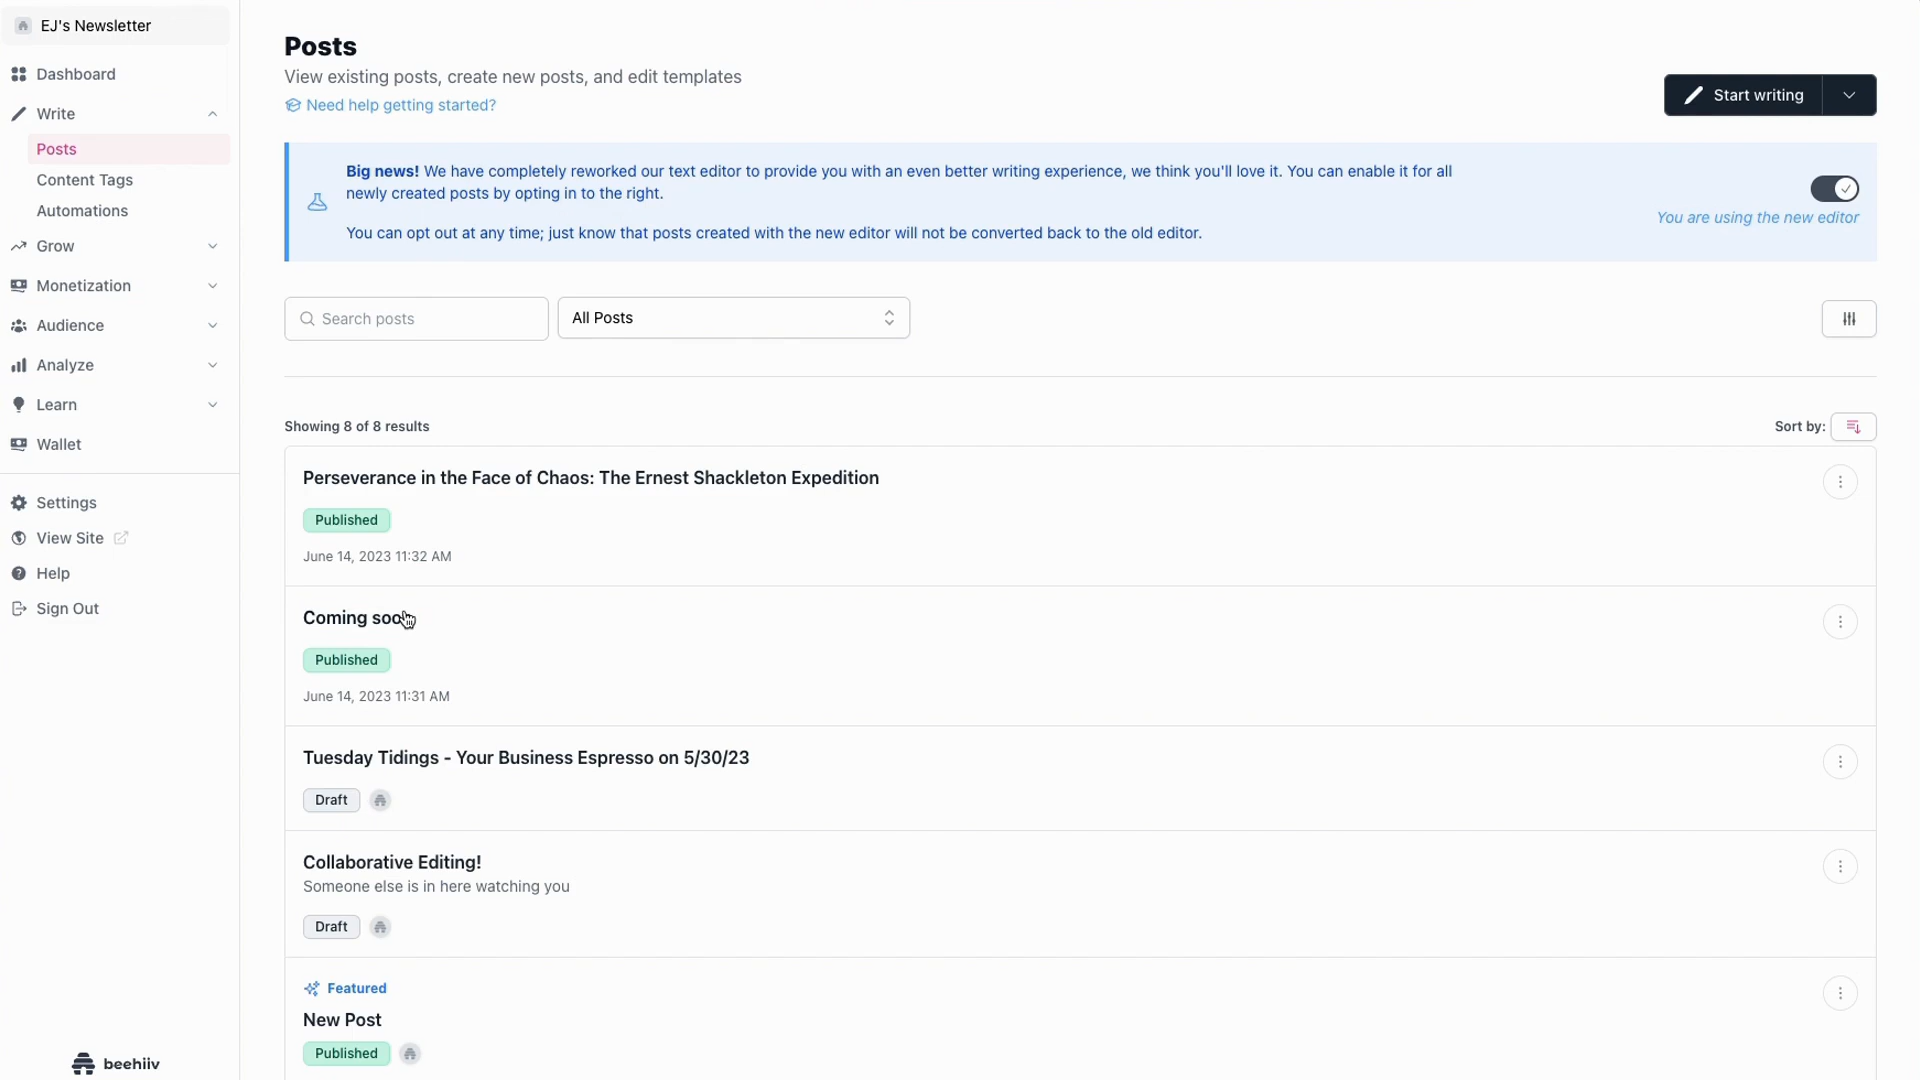 EJ's Newsletter
Dashboard
Write
Posts
Content Tags
Automations
Grow
Monetization
Audience
Analyze
Learn
Wallet
Settings
View Site
Help
Sign Out
beehiiv
Posts
View existing posts, create new posts, and edit templates
Need help getting started?
Start writing
Big news! We have completely reworked our text editor to provide you with an even better writing experience, we think you'll love it. You can enable it for all
newly created posts by opting in to the right.
You can opt out at any time; just know that posts created with the new editor will not be converted back to the old editor.
You are using the new editor
Search posts
All Posts
Showing 8 of 8 results
Sort by:
Perseverance in the Face of Chaos: The Ernest Shackleton Expedition
Published
June 14, 2023 11:32 AM
Coming soon
Published
June 14, 2023 11:31 AM
Tuesday Tidings - Your Business Espresso on 5/30/23
Draft
Collaborative Editing!
Someone else is in here watching you
Draft
Featured
New Post
Published